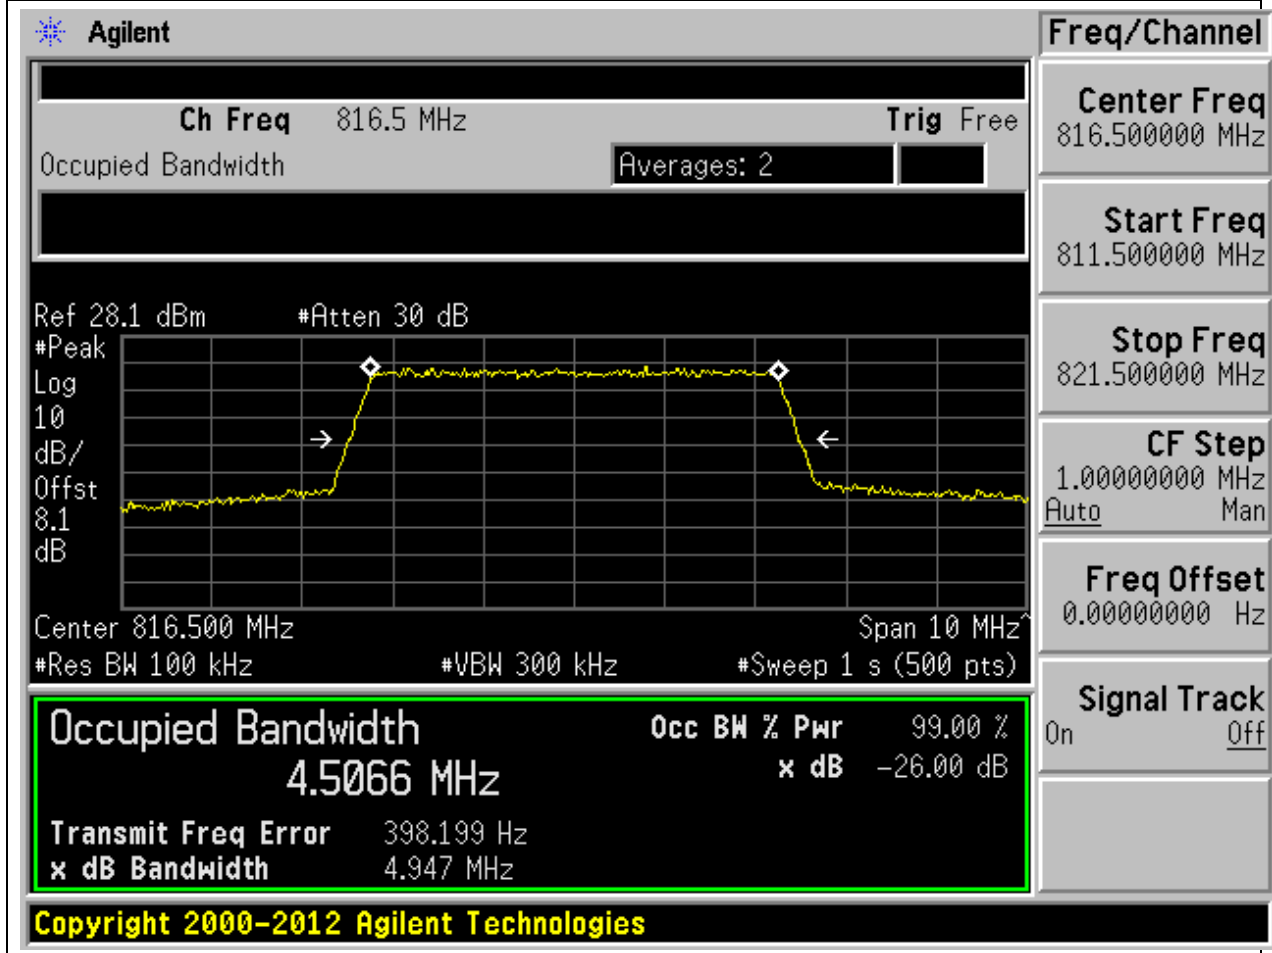 Agilent
Freq/Channel
Ch Freq 816.5 MHz Trig Free
Occupied Bandwidth Averages: 2
Center Freq
816.500000 MHz
Start Freq
811.500000 MHz
Stop Freq
821.500000 MHz
CF Step
1.00000000 MHz
Auto Man
Freq Offset
0.00000000 Hz
Signal Track
On Off
Ref 28.1 dBm #Atten 30 dB
#Peak
Log
10
dB/
Offst
8.1
dB
Center 816.500 MHz Span 10 MHz^
#Res BW 100 kHz #VBW 300 kHz #Sweep 1 s (500 pts)
Occupied Bandwidth Occ BW % Pwr 99.00 %
4.5066 MHz x dB -26.00 dB
Transmit Freq Error 398.199 Hz
x dB Bandwidth 4.947 MHz
Copyright 2000-2012 Agilent Technologies